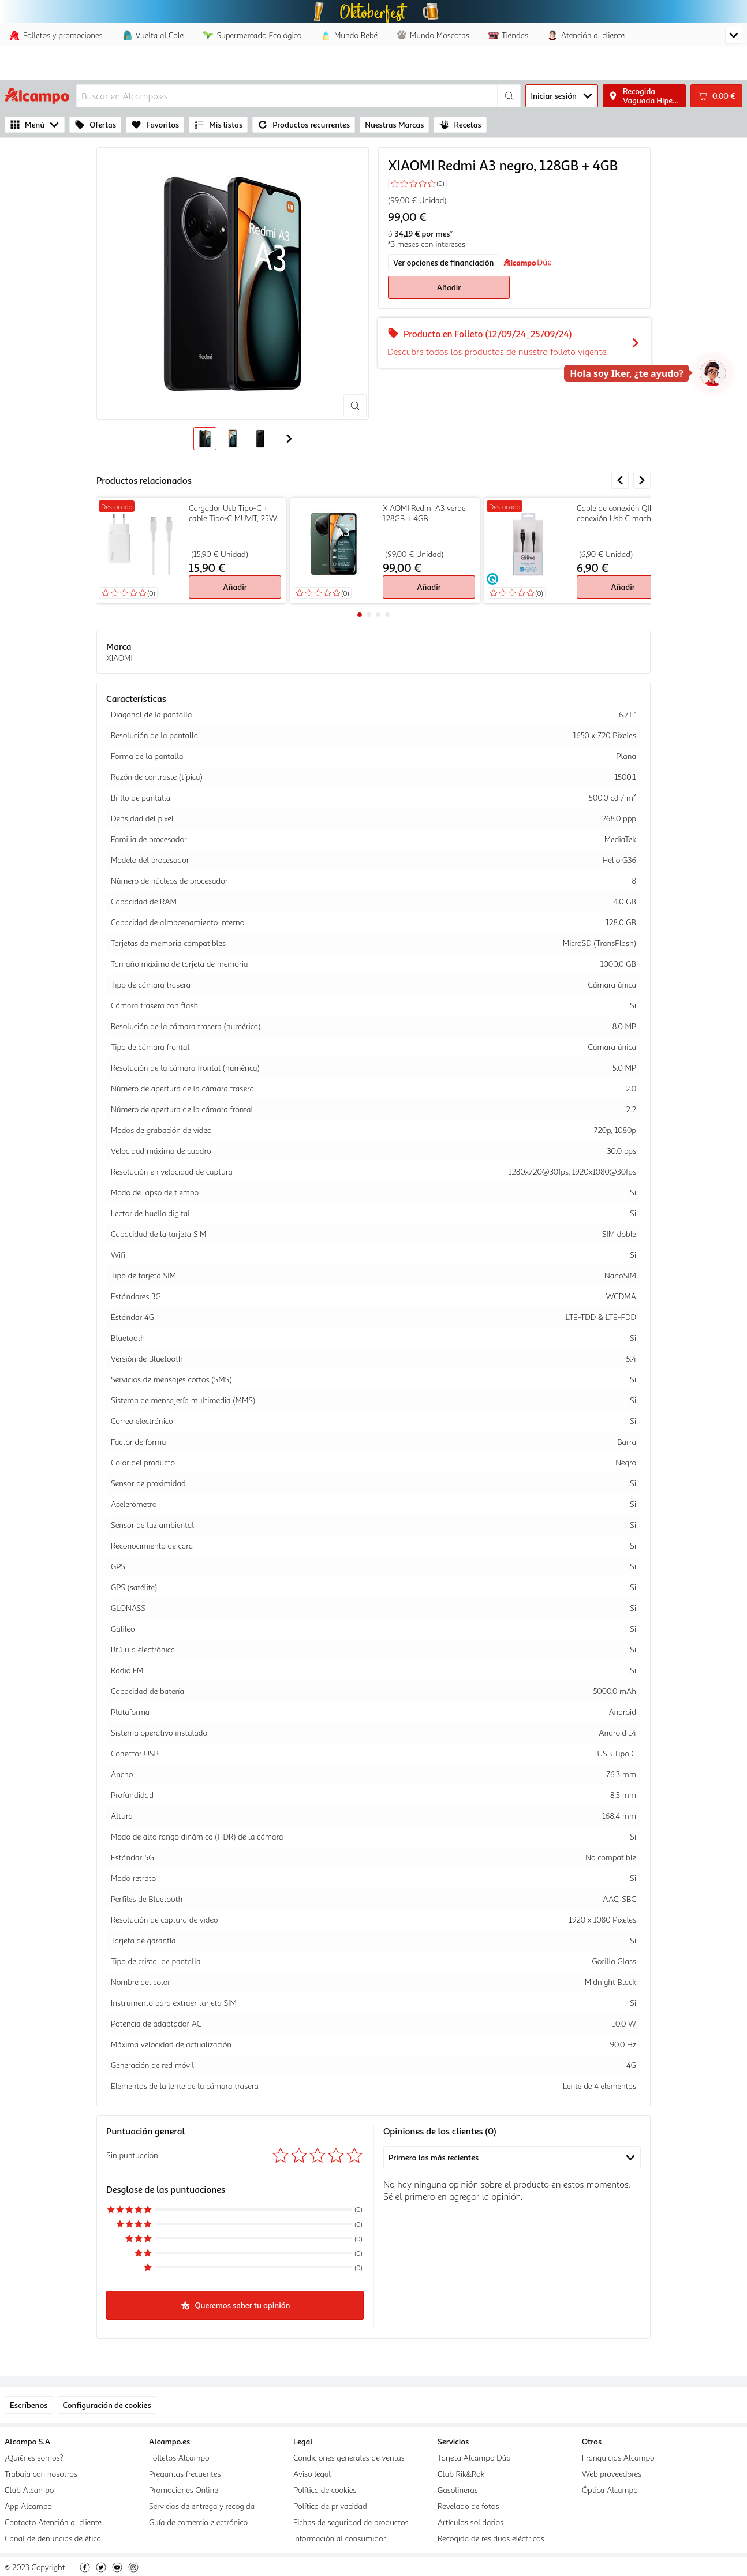 Oktoberfest
Folletos y promociones
Vuelta al Cole
Supermercado Ecológico
Mundo Bebé
Mundo Mascotas
Tiendas
Atención al cliente
Alcampo
Buscar en Alcampo.es
Iniciar sesión
Recogida
Vaguada Hipe...
0,00 €
Menú
Ofertas
Favoritos
Mis listas
Productos recurrentes
Nuestras Marcas
Recetas
Redmi A3
Redmi
XIAOMI Redmi A3 negro, 128GB + 4GB
(0)
(99,00 € Unidad)
99,00 €
ó 34,19 € por mes*
*3 meses con intereses
Ver opciones de financiación
Alcampo Dúa
Añadir
Producto en Folleto (12/09/24_25/09/24)
Descubre todos los productos de nuestro folleto vigente.
Hola soy Iker, ¿te ayudo?
Productos relacionados
Destacado
Cargador Usb Tipo-C +
cable Tipo-C MUVIT, 25W.
(15,90 € Unidad)
15,90 €
(0)
Añadir
XIAOMI Redmi A3 verde,
128GB + 4GB
(99,00 € Unidad)
99,00 €
(0)
Añadir
Destacado
Cable de conexión QI
conexión Usb C mach
(6,90 € Unidad)
6,90 €
(0)
Añadir
Marca
XIAOMI
Características
Diagonal de la pantalla 6.71 "
Resolución de la pantalla 1650 x 720 Pixeles
Forma de la pantalla Plana
Razón de contraste (típica) 1500:1
Brillo de pantalla 500.0 cd / m²
Densidad del pixel 268.0 ppp
Familia de procesador MediaTek
Modelo del procesador Helio G36
Número de núcleos de procesador 8
Capacidad de RAM 4.0 GB
Capacidad de almacenamiento interno 128.0 GB
Tarjetas de memoria compatibles MicroSD (TransFlash)
Tamaño máximo de tarjeta de memoria 1000.0 GB
Tipo de cámara trasera Cámara única
Cámara trasera con flash Si
Resolución de la cámara trasera (numérica) 8.0 MP
Tipo de cámara frontal Cámara única
Resolución de la cámara frontal (numérica) 5.0 MP
Número de apertura de la cámara trasera 2.0
Número de apertura de la cámara frontal 2.2
Modos de grabación de vídeo 720p, 1080p
Velocidad máxima de cuadro 30.0 pps
Resolución en velocidad de captura 1280x720@30fps, 1920x1080@30fps
Modo de lapso de tiempo Si
Lector de huella digital Si
Capacidad de la tarjeta SIM SIM doble
Wifi Si
Tipo de tarjeta SIM NanoSIM
Estándares 3G WCDMA
Estándar 4G LTE-TDD & LTE-FDD
Bluetooth Si
Versión de Bluetooth 5.4
Servicios de mensajes cortos (SMS) Si
Sistema de mensajería multimedia (MMS) Si
Correo electrónico Si
Factor de forma Barra
Color del producto Negro
Sensor de proximidad Si
Acelerómetro Si
Sensor de luz ambiental Si
Reconocimiento de cara Si
GPS Si
GPS (satélite) Si
GLONASS Si
Galileo Si
Brújula electrónica Si
Radio FM Si
Capacidad de batería 5000.0 mAh
Plataforma Android
Sistema operativo instalado Android 14
Conector USB USB Tipo C
Ancho 76.3 mm
Profundidad 8.3 mm
Altura 168.4 mm
Modo de alto rango dinámico (HDR) de la cámara Si
Estándar 5G No compatible
Modo retrato Si
Perfiles de Bluetooth AAC, SBC
Resolución de captura de video 1920 x 1080 Pixeles
Tarjeta de garantía Si
Tipo de cristal de pantalla Gorilla Glass
Nombre del color Midnight Black
Instrumento para extraer tarjeta SIM Si
Potencia de adaptador AC 10.0 W
Máxima velocidad de actualización 90.0 Hz
Generación de red móvil 4G
Elementos de la lente de la cámara trasera Lente de 4 elementos
Puntuación general
Sin puntuación
Desglose de las puntuaciones
(0)
(0)
(0)
(0)
(0)
Queremos saber tu opinión
Opiniones de los clientes (0)
Primero las más recientes
No hay ninguna opinión sobre el producto en estos momentos.
Sé el primero en agregar la opinión.
Escríbenos
Configuración de cookies
Alcampo S.A
¿Quiénes somos?
Trabaja con nosotros
Club Alcampo
App Alcampo
Contacto Atención al cliente
Canal de denuncias de ética
Alcampo.es
Folletos Alcampo
Preguntas frecuentes
Promociones Online
Servicios de entrega y recogida
Guía de comercio electrónico
Legal
Condiciones generales de ventas
Aviso legal
Política de cookies
Política de privacidad
Fichas de seguridad de productos
Información al consumidor
Servicios
Tarjeta Alcampo Dúa
Club Rik&Rok
Gasolineras
Revelado de fotos
Artículos solidarios
Recogida de residuos eléctricos
Otros
Franquicias Alcampo
Web proveedores
Óptica Alcampo
© 2023 Copyright